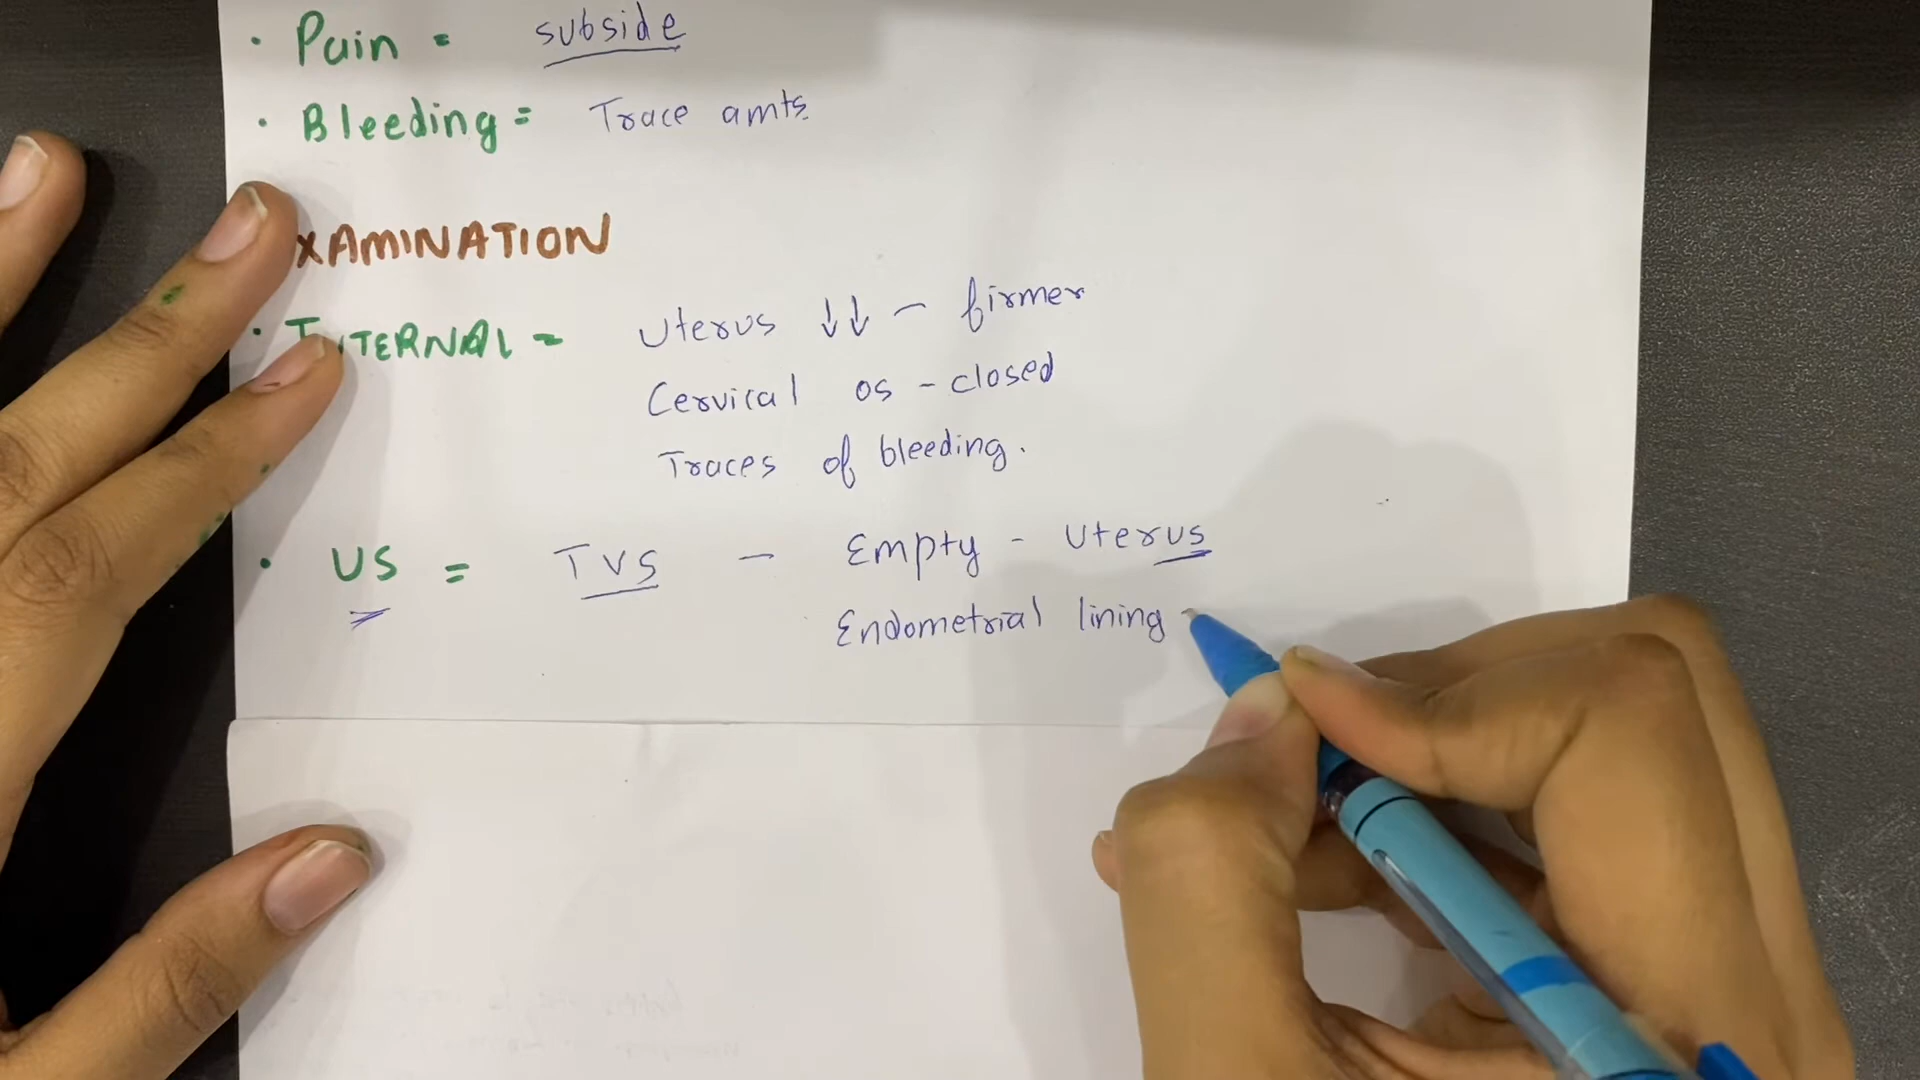 • Pain = subside
• Bleeding = Trace amts.
XAMINATION
• INTERNAL = Uterus ↓↓ – firmer
Cervical os - closed
Traces of bleeding.
• US = TVS – Empty - Uterus
Endometrial lining